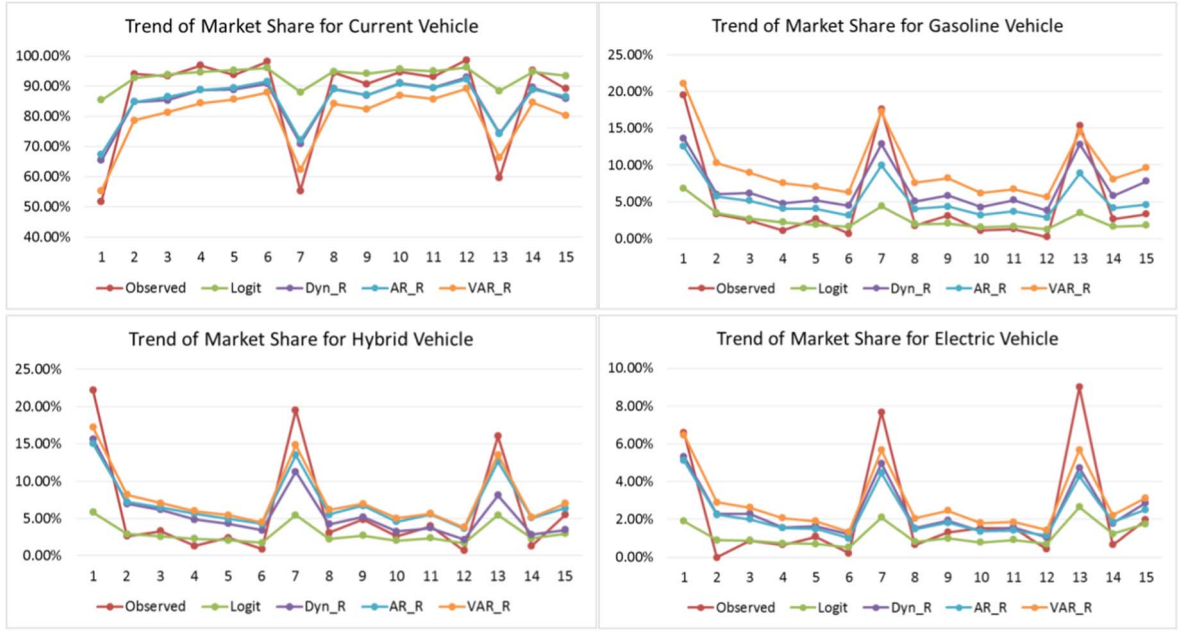 Trend of Market Share for Current Vehicle
100.00%
90.00%
80.00%
70.00%
60.00%
50.00%
40.00%
1 2 3 4 5 6 7 8 9 10 11 12 13 14 15
Observed Logit Dyn_R AR_R VAR_R
Trend of Market Share for Gasoline Vehicle
25.00%
20.00%
15.00%
10.00%
5.00%
0.00%
1 2 3 4 5 6 7 8 9 10 11 12 13 14 15
Observed Logit Dyn_R AR_R VAR_R
Trend of Market Share for Hybrid Vehicle
25.00%
20.00%
15.00%
10.00%
5.00%
0.00%
1 2 3 4 5 6 7 8 9 10 11 12 13 14 15
Observed Logit Dyn_R AR_R VAR_R
Trend of Market Share for Electric Vehicle
10.00%
8.00%
6.00%
4.00%
2.00%
0.00%
1 2 3 4 5 6 7 8 9 10 11 12 13 14 15
Observed Logit Dyn_R AR_R VAR_R